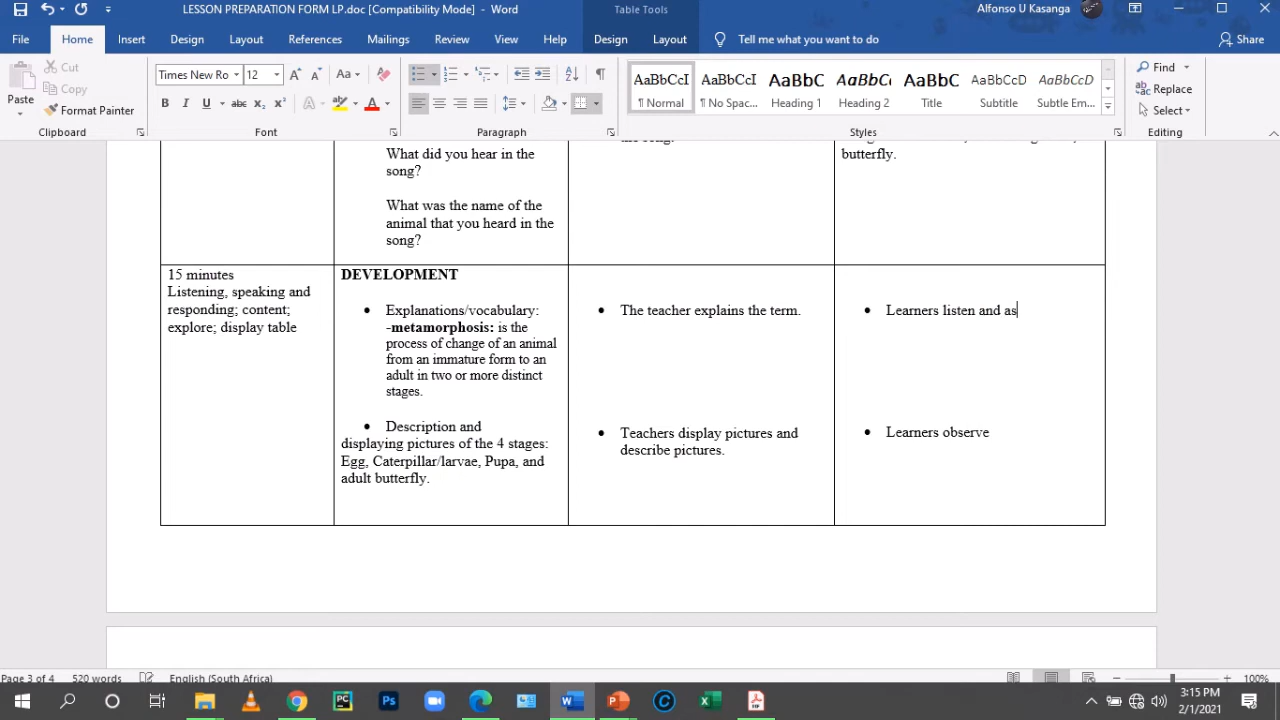 LESSON PREPARATION FORM LP.doc [Compatibility Mode] - Word
Table Tools
Alfonso U Kasanga
File Home Insert Design Layout References Mailings Review View Help Design Layout Tell me what you want to do Share
Paste
Cut
Copy
Format Painter
Clipboard
Times New Ro 12
Font
Paragraph
AaBbCcI AaBbCcI AaBbC AaBbC AaBbC AaBbCcD AaBbCcD
¶ Normal ¶ No Spac... Heading 1 Heading 2 Title Subtitle Subtle Em...
Styles
Find
Replace
Select
Editing
What did you hear in the
song?
What was the name of the
animal that you heard in the
song?
butterfly.
15 minutes
Listening, speaking and
responding; content;
explore; display table
DEVELOPMENT
• Explanations/vocabulary:
-metamorphosis: is the
process of change of an animal
from an immature form to an
adult in two or more distinct
stages.
• Description and
displaying pictures of the 4 stages:
Egg, Caterpillar/larvae, Pupa, and
adult butterfly.
• The teacher explains the term.
• Teachers display pictures and
describe pictures.
• Learners listen and as
• Learners observe
Page 3 of 4 520 words English (South Africa) 100%
3:15 PM
2/1/2021